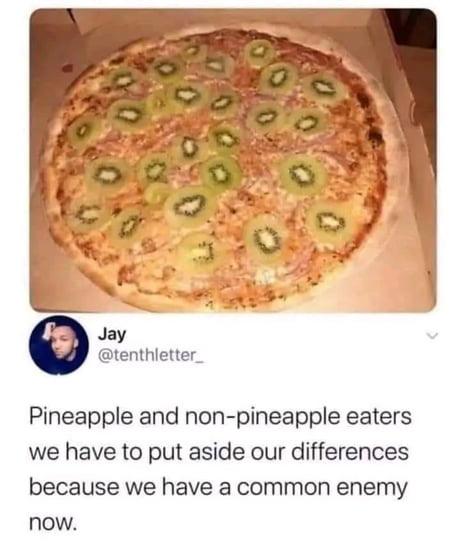 Jay
@tenthletter_
Pineapple and non-pineapple eaters
we have to put aside our differences
because we have a common enemy
now.